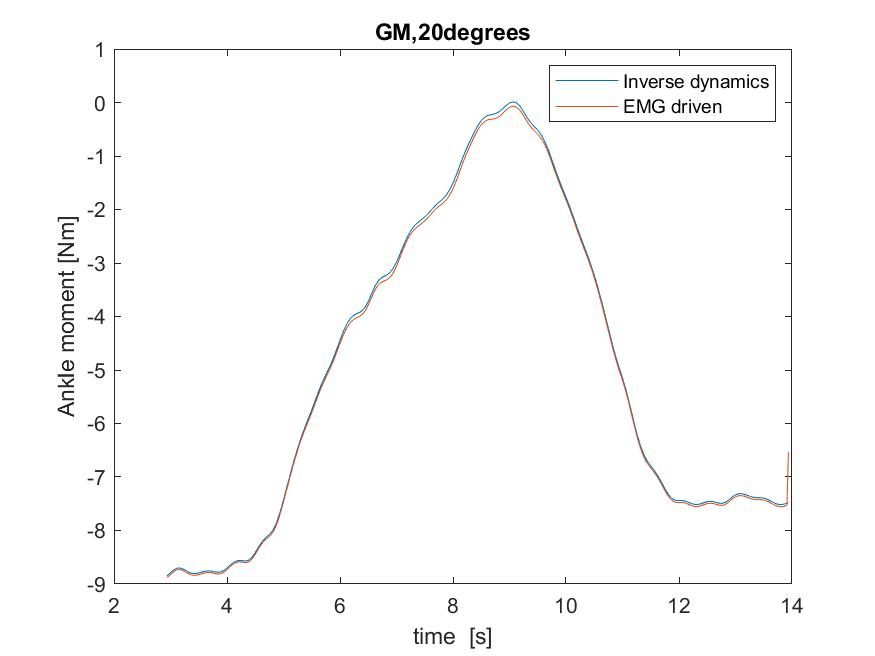 GM,20degrees
1
0
-1
-2
-3
-4
-5
-6
-7
-8
-9
Ankle moment [Nm]
Inverse dynamics
EMG driven
2 4 6 8 10 12 14
time [s]